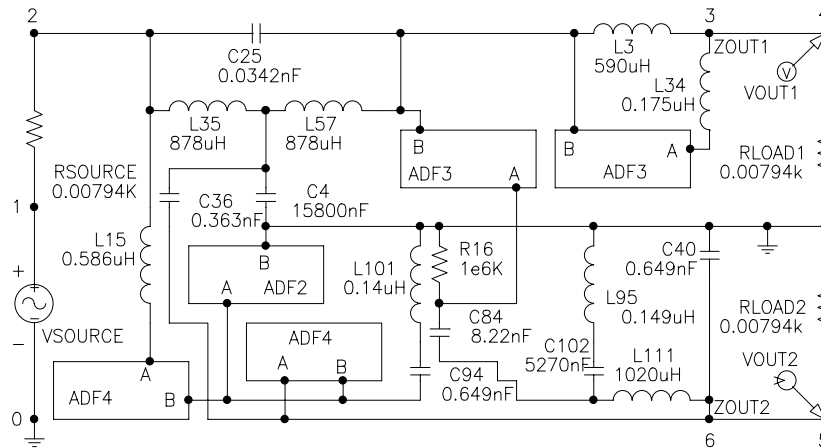 2
3
4
C25
0.0342nF
L3
590uH
ZOUT1
L34
0.175uH
V
VOUT1
L35
878uH
L57
878uH
B
ADF3
A
B
A
ADF3
RLOAD1
0.00794k
RSOURCE
0.00794K
C36
0.363nF
C4
15800nF
1
L15
0.586uH
B
A
ADF2
L101
0.14uH
R16
1e6K
C40
0.649nF
L95
0.149uH
+
-
VSOURCE
ADF4
A
B
C84
8.22nF
C102
5270nF
L111
1020uH
RLOAD2
0.00794k
VOUT2
V
A
ADF4
B
C94
0.649nF
ZOUT2
0
6
5